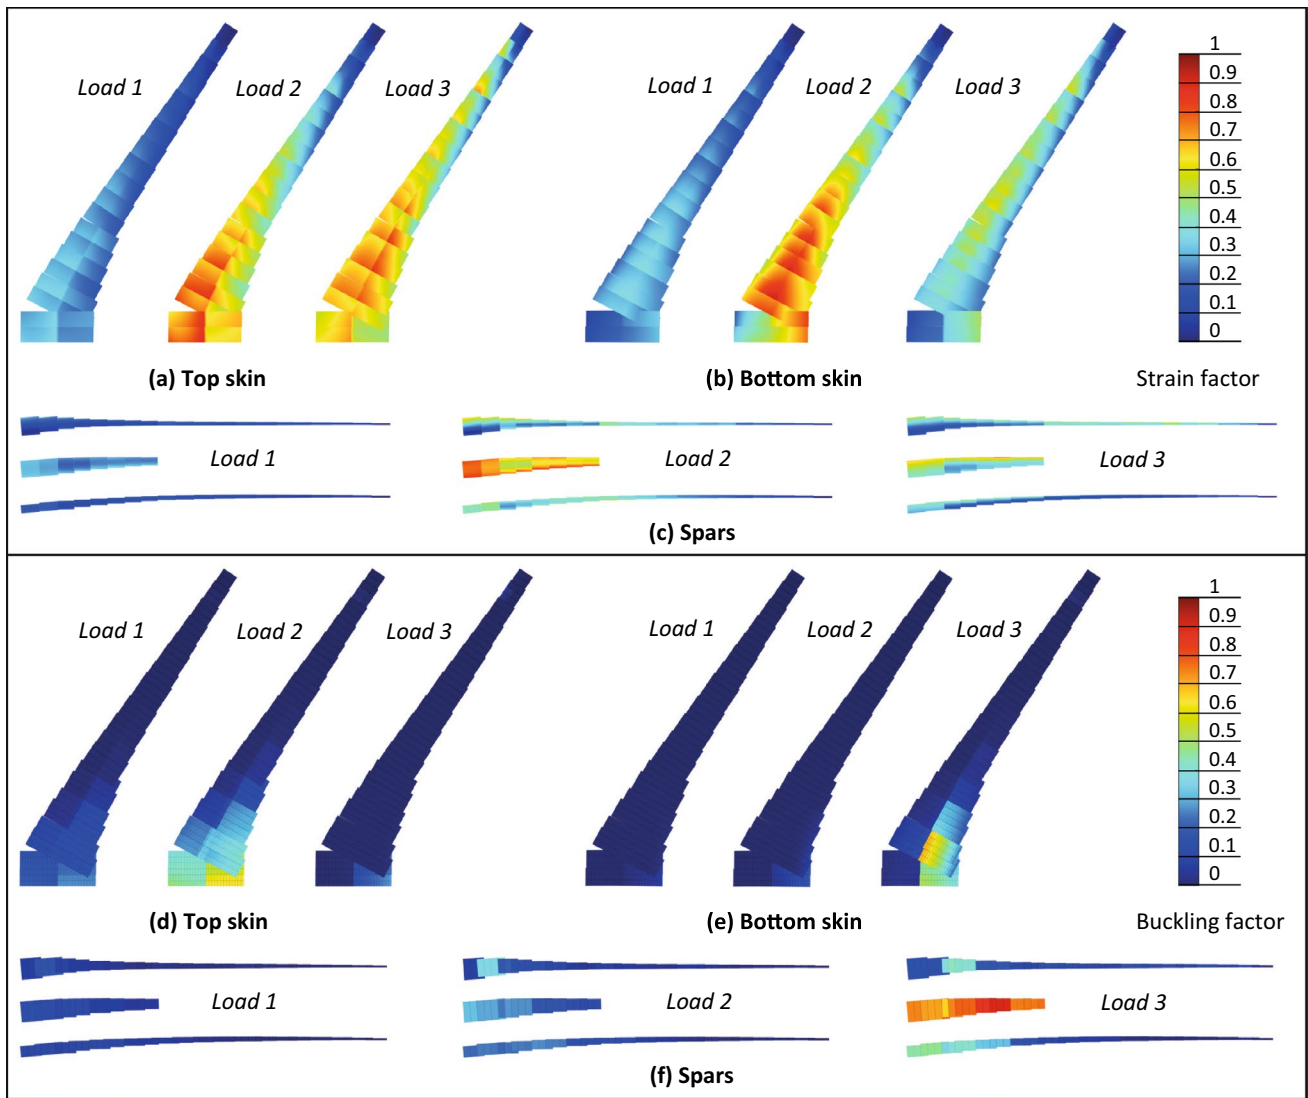 Load 1
Load 2
Load 3
Load 1
Load 2
Load 3
1
0.9
0.8
0.7
0.6
0.5
0.4
0.3
0.2
0.1
0
(a) Top skin
(b) Bottom skin
Strain factor
Load 1
Load 2
Load 3
(c) Spars
Load 1
Load 2
Load 3
Load 1
Load 2
Load 3
1
0.9
0.8
0.7
0.6
0.5
0.4
0.3
0.2
0.1
0
(d) Top skin
(e) Bottom skin
Buckling factor
Load 1
Load 2
Load 3
(f) Spars